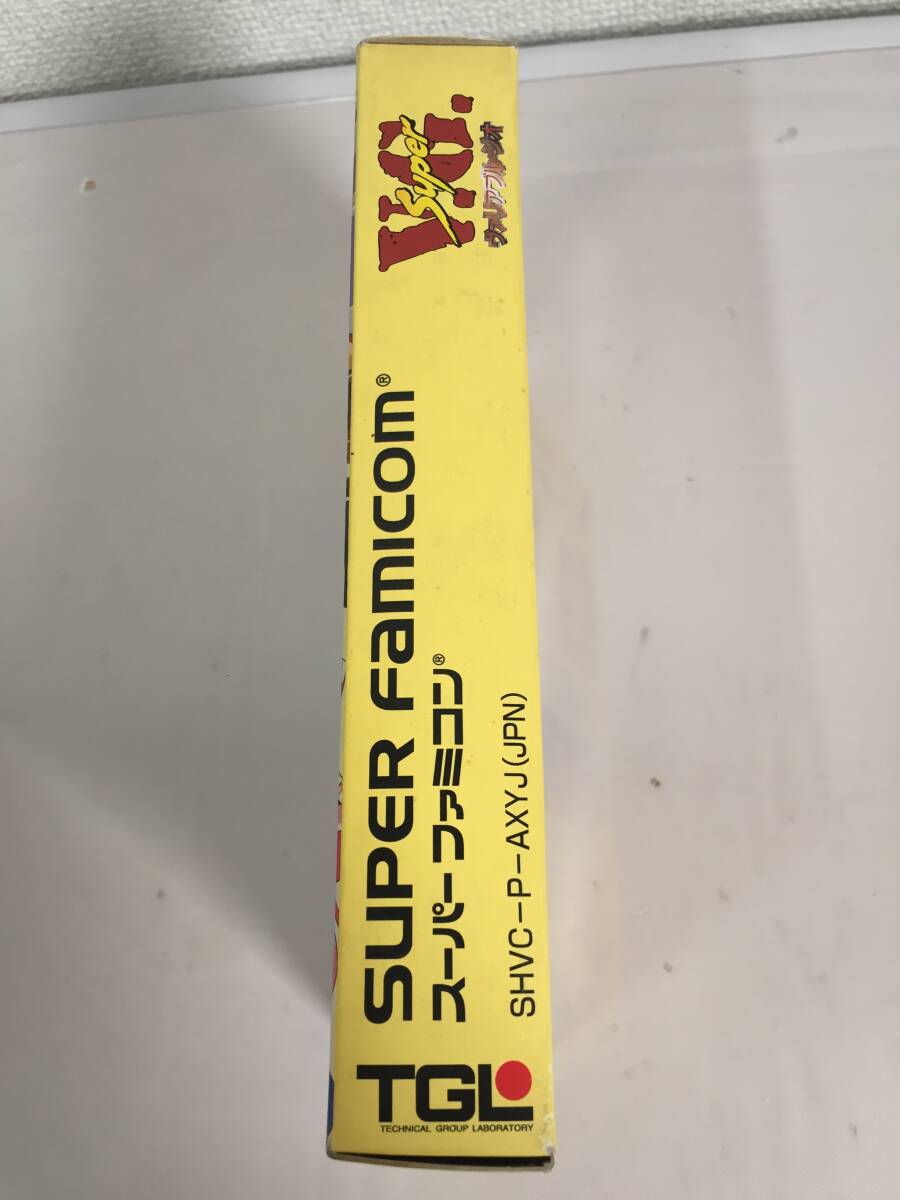 Super V.G.
ヴァリアブル・ジオ
SUPER Famicom®
スーパーファミコン®
SHVC-P-AXYJ(JPN)
TGL
TECHNICAL GROUP LABORATORY